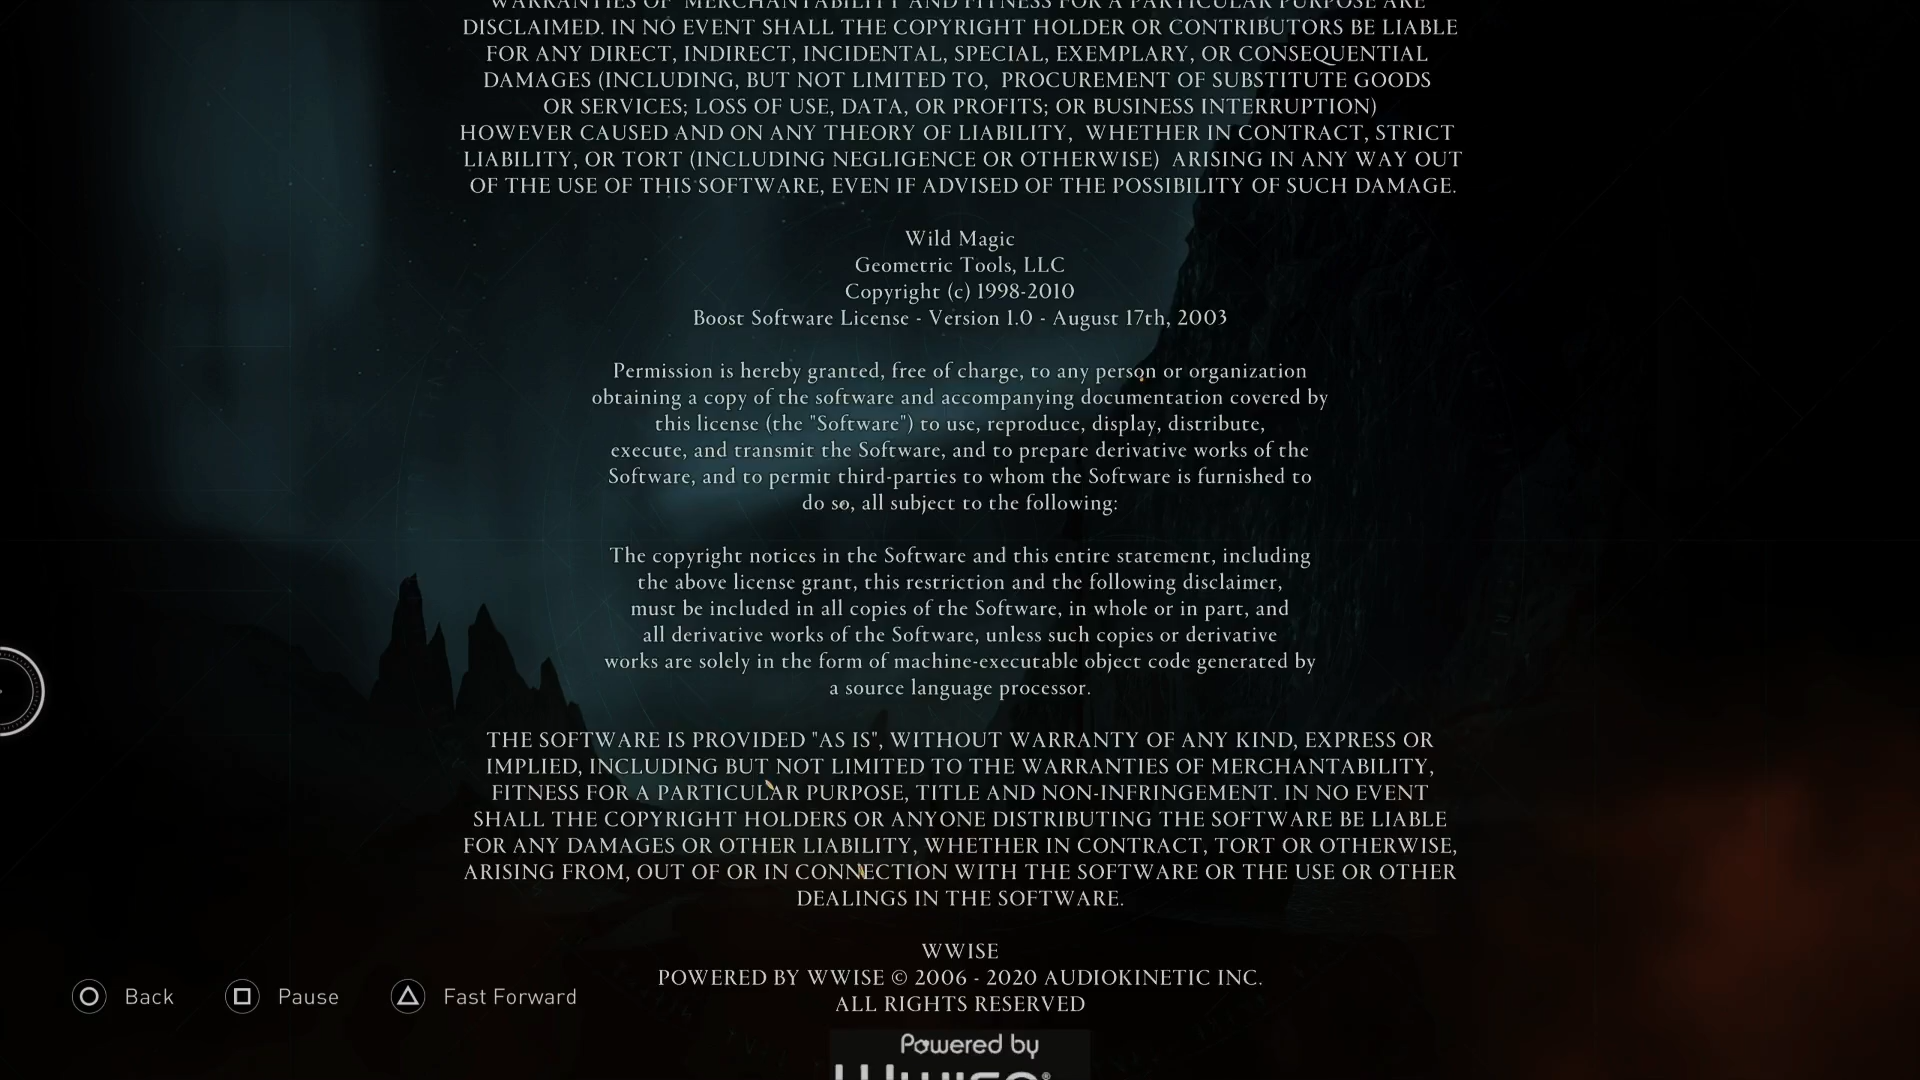 WARRANTIES OF MERCHANTABILITY AND FITNESS FOR A PARTICULAR PURPOSE ARE
DISCLAIMED. IN NO EVENT SHALL THE COPYRIGHT HOLDER OR CONTRIBUTORS BE LIABLE
FOR ANY DIRECT, INDIRECT, INCIDENTAL, SPECIAL, EXEMPLARY, OR CONSEQUENTIAL
DAMAGES (INCLUDING, BUT NOT LIMITED TO, PROCUREMENT OF SUBSTITUTE GOODS
OR SERVICES; LOSS OF USE, DATA, OR PROFITS; OR BUSINESS INTERRUPTION)
HOWEVER CAUSED AND ON ANY THEORY OF LIABILITY, WHETHER IN CONTRACT, STRICT
LIABILITY, OR TORT (INCLUDING NEGLIGENCE OR OTHERWISE) ARISING IN ANY WAY OUT
OF THE USE OF THIS SOFTWARE, EVEN IF ADVISED OF THE POSSIBILITY OF SUCH DAMAGE.
Wild Magic
Geometric Tools, LLC
Copyright (c) 1998-2010
Boost Software License - Version 1.0 - August 17th, 2003
Permission is hereby granted, free of charge, to any person or organization
obtaining a copy of the software and accompanying documentation covered by
this license (the "Software") to use, reproduce, display, distribute,
execute, and transmit the Software, and to prepare derivative works of the
Software, and to permit third-parties to whom the Software is furnished to
do so, all subject to the following:
The copyright notices in the Software and this entire statement, including
the above license grant, this restriction and the following disclaimer,
must be included in all copies of the Software, in whole or in part, and
all derivative works of the Software, unless such copies or derivative
works are solely in the form of machine-executable object code generated by
a source language processor.
THE SOFTWARE IS PROVIDED "AS IS", WITHOUT WARRANTY OF ANY KIND, EXPRESS OR
IMPLIED, INCLUDING BUT NOT LIMITED TO THE WARRANTIES OF MERCHANTABILITY,
FITNESS FOR A PARTICULAR PURPOSE, TITLE AND NON-INFRINGEMENT. IN NO EVENT
SHALL THE COPYRIGHT HOLDERS OR ANYONE DISTRIBUTING THE SOFTWARE BE LIABLE
FOR ANY DAMAGES OR OTHER LIABILITY, WHETHER IN CONTRACT, TORT OR OTHERWISE,
ARISING FROM, OUT OF OR IN CONNECTION WITH THE SOFTWARE OR THE USE OR OTHER
DEALINGS IN THE SOFTWARE.
WWISE
POWERED BY WWISE © 2006 - 2020 AUDIOKINETIC INC.
ALL RIGHTS RESERVED
Powered by
Wwise®
Back
Pause
Fast Forward